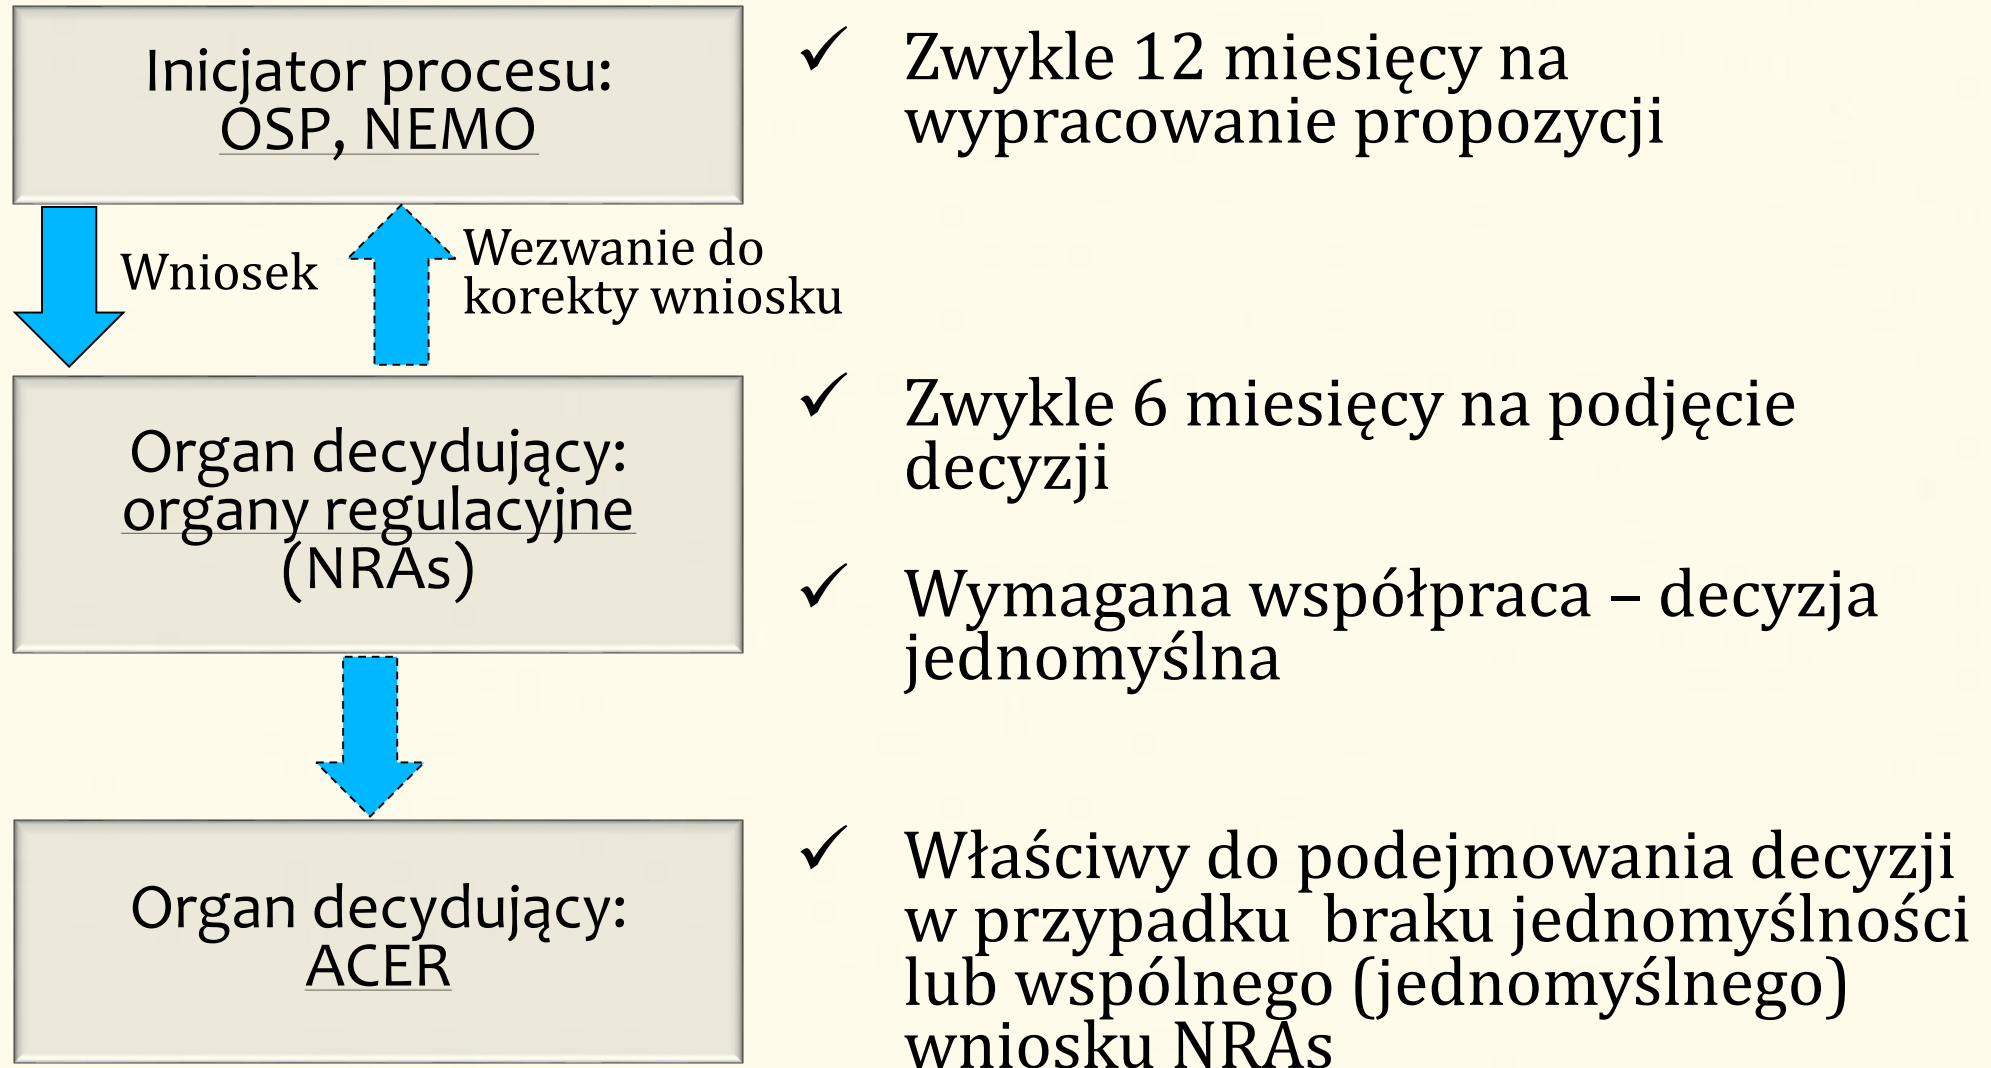 Inicjator procesu:
OSP, NEMO
✓ Zwykle 12 miesięcy na
wypracowanie propozycji
Wniosek
Wezwanie do
korekty wniosku
Organ decydujący:
organy regulacyjne
(NRAs)
✓ Zwykle 6 miesięcy na podjęcie
decyzji
✓ Wymagana współpraca – decyzja
jednomyślna
Organ decydujący:
ACER
✓ Właściwy do podejmowania decyzji
w przypadku braku jednomyślności
lub wspólnego (jednomyślnego)
wniosku NRAs